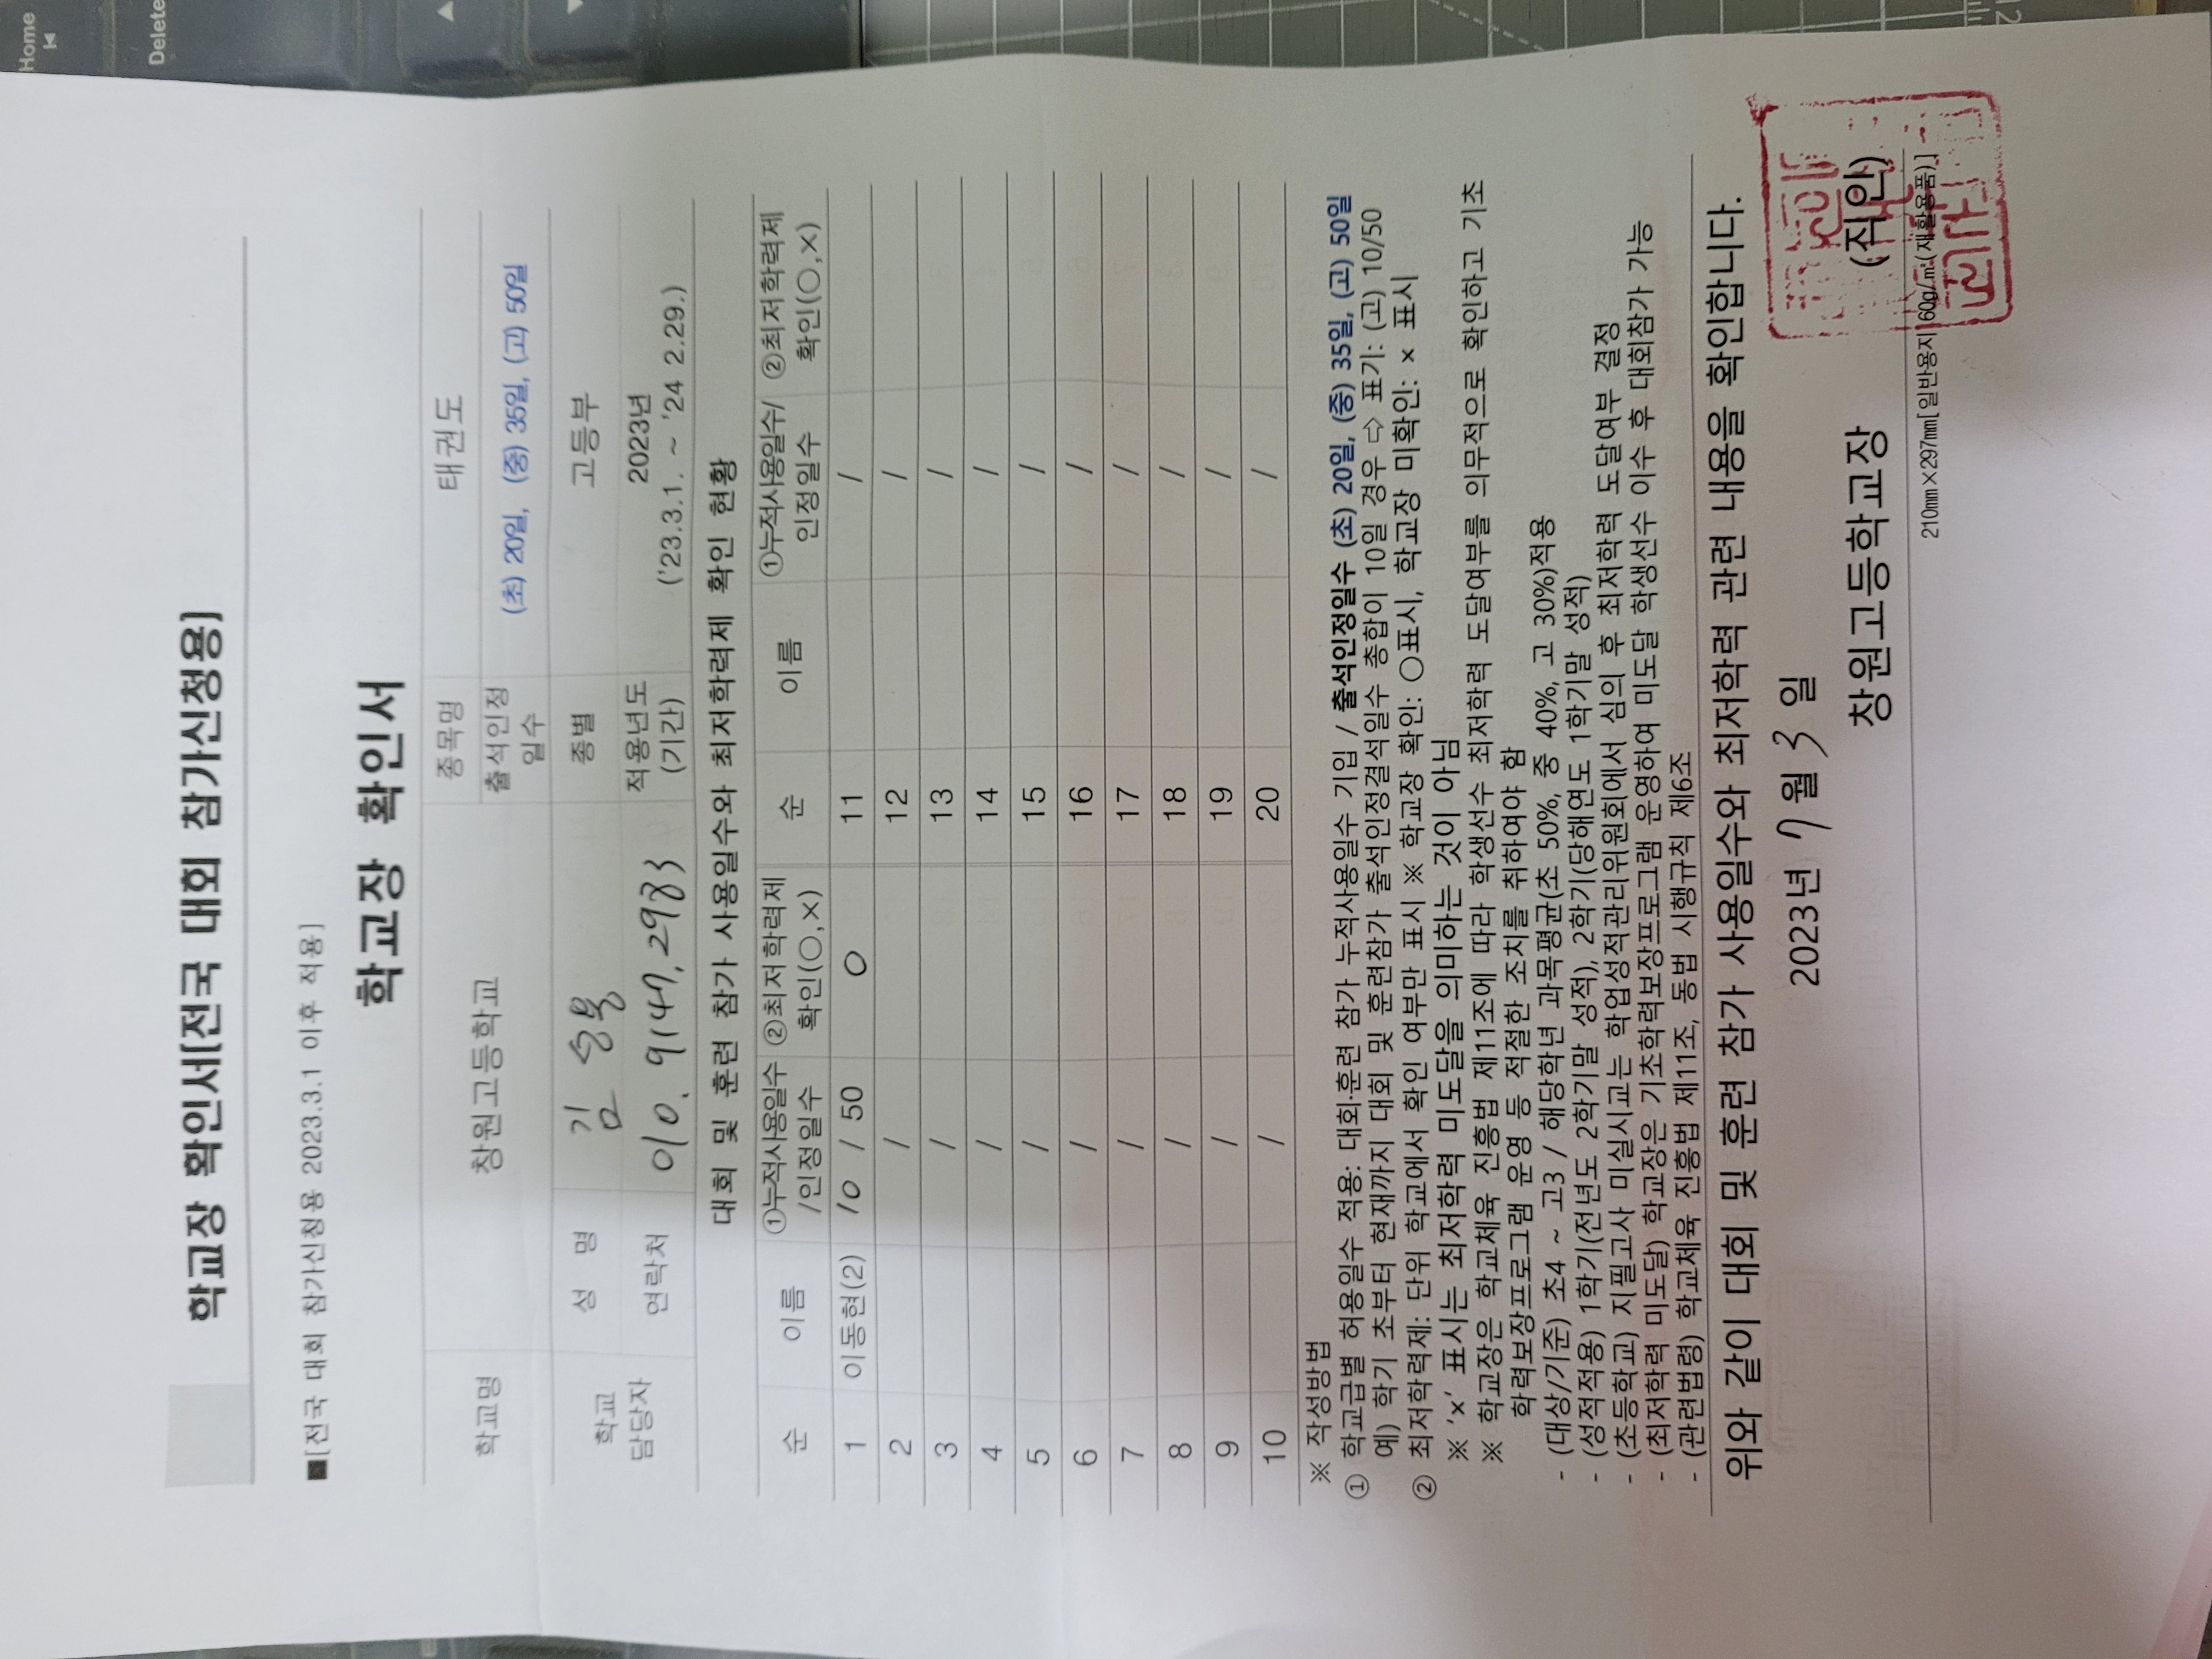 학교장 확인서[전국 대회 참가신청용]
■[전국 대회 참가신청용 2023.3.1 이후 적용]
학교장 확인서
학교명 창원고등학교 종목명 태권도
출석인정 일수 (초) 20일, (중) 35일, (고) 50일
학교 담당자 성 명 김 종별 고등부
연락처 010. 9147, 2983 적용년도 (기간) 2023년 ('23.3.1. ~ '24 2.29.)
대회 및 훈련 참가 사용일수와 최저학력제 확인 현황
순 이름 ①누적사용일수 /인정일수 ②최저학력제 확인(○,×) 순 이름 ①누적사용일수/ 인정일수 ②최저학력제 확인(○,×)
1 이동현(2) 10 / 50 O 11 /
2 / 12 /
3 / 13 /
4 / 14 /
5 / 15 /
6 / 16 /
7 / 17 /
8 / 18 /
9 / 19 /
10 / 20 /
※ 작성방법
① 학교급별 허용일수 적용: 대회·훈련 참가 누적사용일수 기입 / 출석인정일수 (초) 20일, (중) 35일, (고) 50일
예) 학기 초부터 현재까지 대회 및 훈련참가 출석인정결석일수 총합이 10일 경우 ⇨ 표기: (고) 10/50
② 최저학력제: 단위 학교에서 확인 여부만 표시 ※ 학교장 확인: ○표시, 학교장 미확인: × 표시
※ '×' 표시는 최저학력 미도달을 의미하는 것이 아님
※ 학교장은 학교체육 진흥법 제11조에 따라 학생선수 최저학력 도달여부를 의무적으로 확인하고 기초
학력보장프로그램 운영 등 적절한 조치를 취하여야 함
- (대상/기준) 초4 ~ 고3 / 해당학년 과목평균(초 50%, 중 40%, 고 30%)적용
- (성적적용) 1학기(전년도 2학기말 성적), 2학기(당해연도 1학기말 성적)
- (초등학교) 지필고사 미실시교는 학업성적관리위원회에서 심의 후 최저학력 도달여부 결정
- (최저학력 미도달) 학교장은 기초학력보장프로그램 운영하여 미도달 학생선수 이수 후 대회참가 가능
- (관련법령) 학교체육 진흥법 제11조, 동법 시행규칙 제6조
위와 같이 대회 및 훈련 참가 사용일수와 최저학력 관련 내용을 확인합니다.
2023년 7월 3 일
창원고등학교장 (직인)
210㎜×297㎜[일반용지 60g/㎡(재활용품)]
Home
Delete